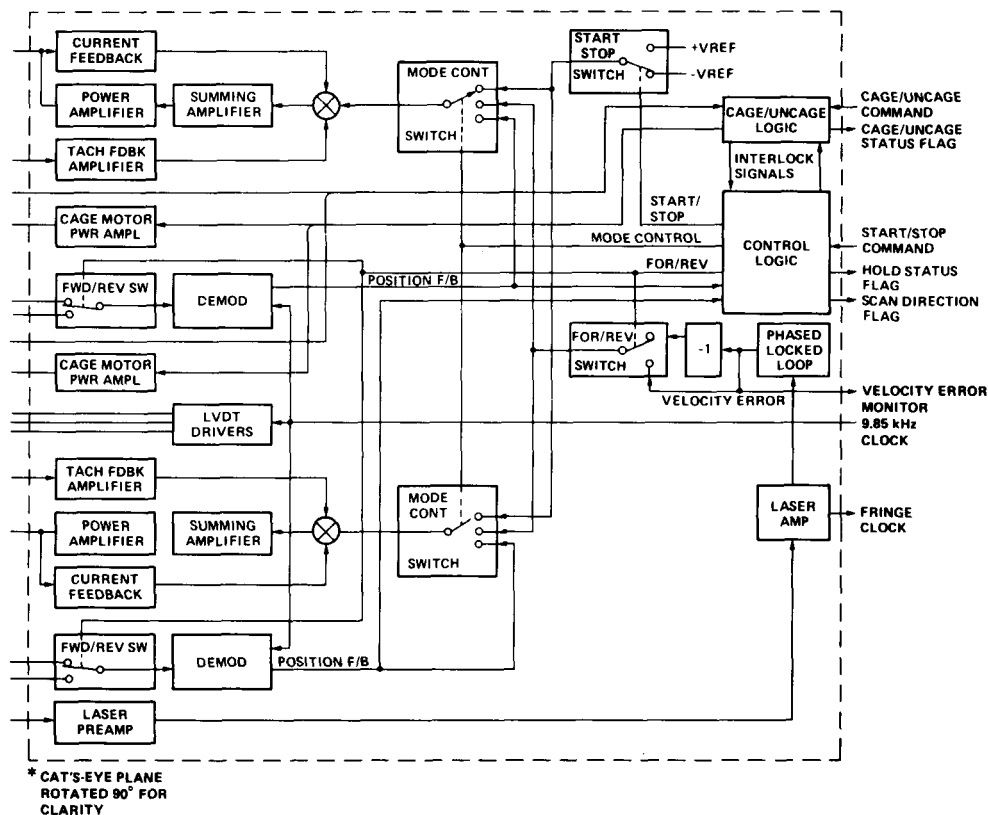 CURRENT
FEEDBACK
POWER
AMPLIFIER
SUMMING
AMPLIFIER
TACH FDBK
AMPLIFIER
MODE CONT
SWITCH
START
STOP
SWITCH
+VREF
-VREF
CAGE/UNCAGE
LOGIC
CAGE/UNCAGE
COMMAND
CAGE/UNCAGE
STATUS FLAG
INTERLOCK
SIGNALS
CAGE MOTOR
PWR AMPL
START/
STOP
MODE CONTROL
FOR/REV
CONTROL
LOGIC
START/STOP
COMMAND
HOLD STATUS
FLAG
SCAN DIRECTION
FLAG
FWD/REV SW
DEMOD
POSITION F/B
CAGE MOTOR
PWR AMPL
FOR/REV
SWITCH
-1
PHASED
LOCKED
LOOP
VELOCITY ERROR
VELOCITY ERROR
MONITOR
9.85 kHz
CLOCK
LVDT
DRIVERS
TACH FDBK
AMPLIFIER
POWER
AMPLIFIER
SUMMING
AMPLIFIER
CURRENT
FEEDBACK
MODE
CONT
SWITCH
LASER
AMP
FRINGE
CLOCK
FWD/REV SW
DEMOD
POSITION F/B
LASER
PREAMP
* CAT'S-EYE PLANE
ROTATED 90° FOR
CLARITY